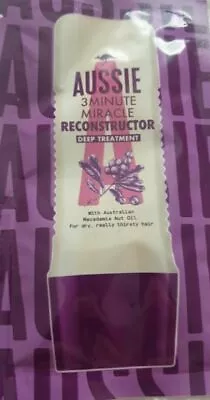 AUSSIE
3 MINUTE
MIRACLE
RECONSTRUCTOR
DEEP TREATMENT
With Australian
Macadamia Nut Oil
For dry, really thirsty hair